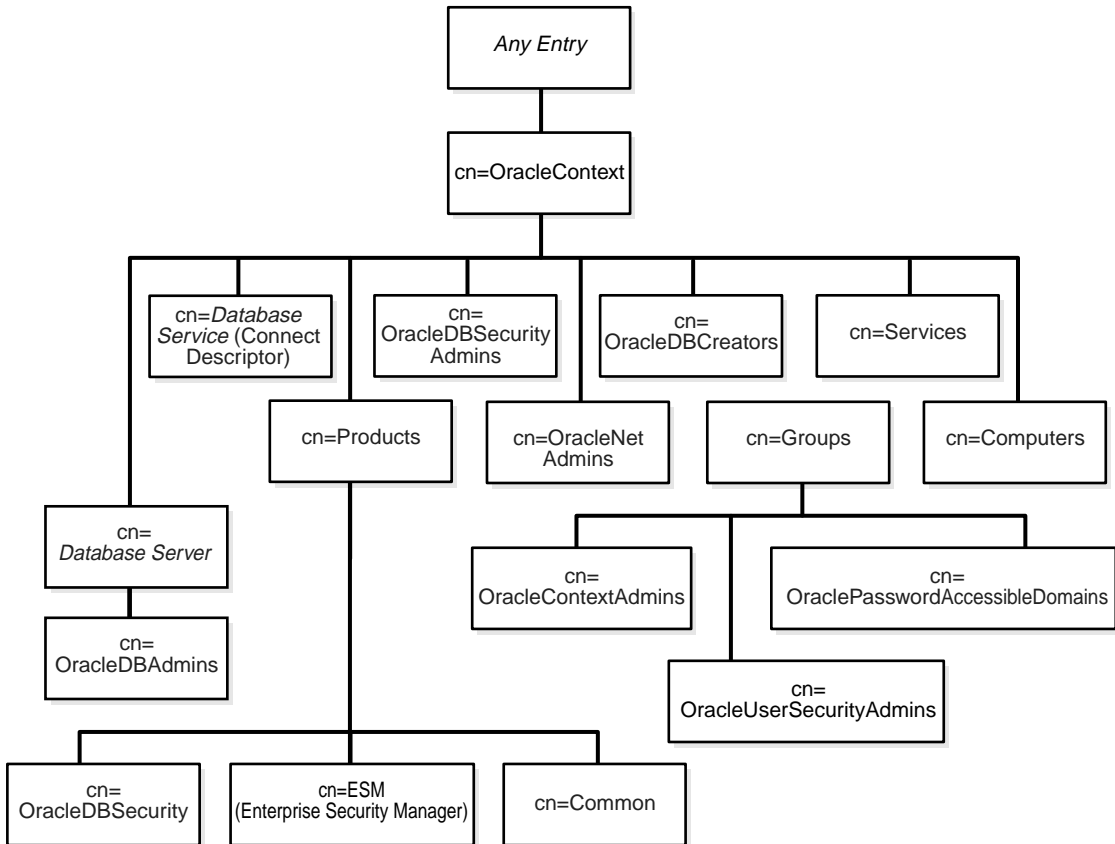 Any Entry
cn=OracleContext
cn=Database
Service (Connect
Descriptor)
cn=
OracleDBSecurity
Admins
cn=
OracleDBCreators
cn=Services
cn=Products
cn=OracleNet
Admins
cn=Groups
cn=Computers
cn=
Database Server
cn=
OracleContextAdmins
cn=
OraclePasswordAccessibleDomains
cn=
OracleDBAdmins
cn=
OracleUserSecurityAdmins
cn=
OracleDBSecurity
cn=ESM
(Enterprise Security Manager)
cn=Common